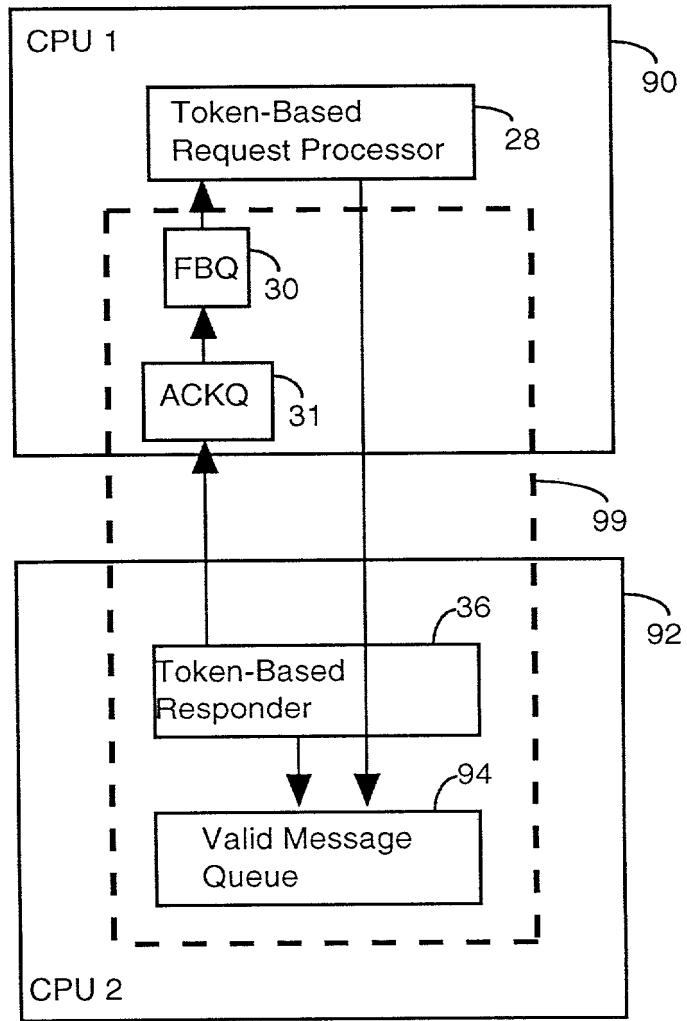 CPU 1
90
Token-Based
Request Processor
28
FBQ
30
ACKQ
31
99
36
92
Token-Based
Responder
94
Valid Message
Queue
CPU 2